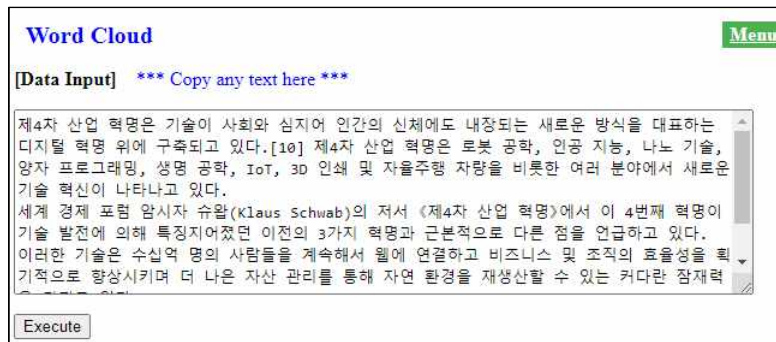 Word Cloud
Menu
[Data Input] *** Copy any text here ***
제4차 산업 혁명은 기술이 사회와 심지어 인간의 신체에도 내장되는 새로운 방식을 대표하는
디지털 혁명 위에 구축되고 있다.[10] 제4차 산업 혁명은 로봇 공학, 인공 지능, 나노 기술,
양자 프로그래밍, 생명 공학, IoT, 3D 인쇄 및 자율주행 차량을 비롯한 여러 분야에서 새로운
기술 혁신이 나타나고 있다.
세계 경제 포럼 암시자 슈왑(Klaus Schwab)의 저서 《제4차 산업 혁명》에서 이 4번째 혁명이
기술 발전에 의해 특징지어졌던 이전의 3가지 혁명과 근본적으로 다른 점을 언급하고 있다.
이러한 기술은 수십억 명의 사람들을 계속해서 웹에 연결하고 비즈니스 및 조직의 효율성을 획
기적으로 향상시키며 더 나은 자산 관리를 통해 자연 환경을 재생산할 수 있는 커다란 잠재력
Execute